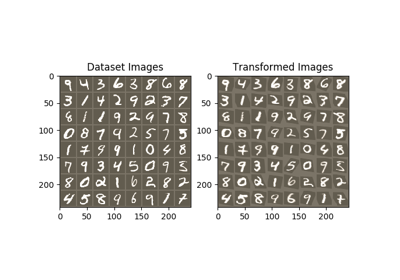 Dataset Images Transformed Images
0 9 4 3 6 3 8 6 8 0 9 4 3 6 3 8 6 8
3 1 4 2 9 2 3 7 3 1 4 2 9 2 3 7
50 50
8 1 1 9 2 9 7 8 8 1 1 9 2 9 7 8
100 0 8 7 9 2 5 7 5 100 0 8 7 9 2 5 7 5
1 7 9 9 1 0 8 1 7 9 9 1 0 8
150 150
7 9 3 4 5 0 9 3 7 9 3 4 5 0 9 3
200 8 0 2 1 6 2 8 2 200 8 0 2 1 6 2 8 2
4 5 8 9 6 9 1 7 4 5 8 9 6 9 1 7
0 50 100 150 200 0 50 100 150 200